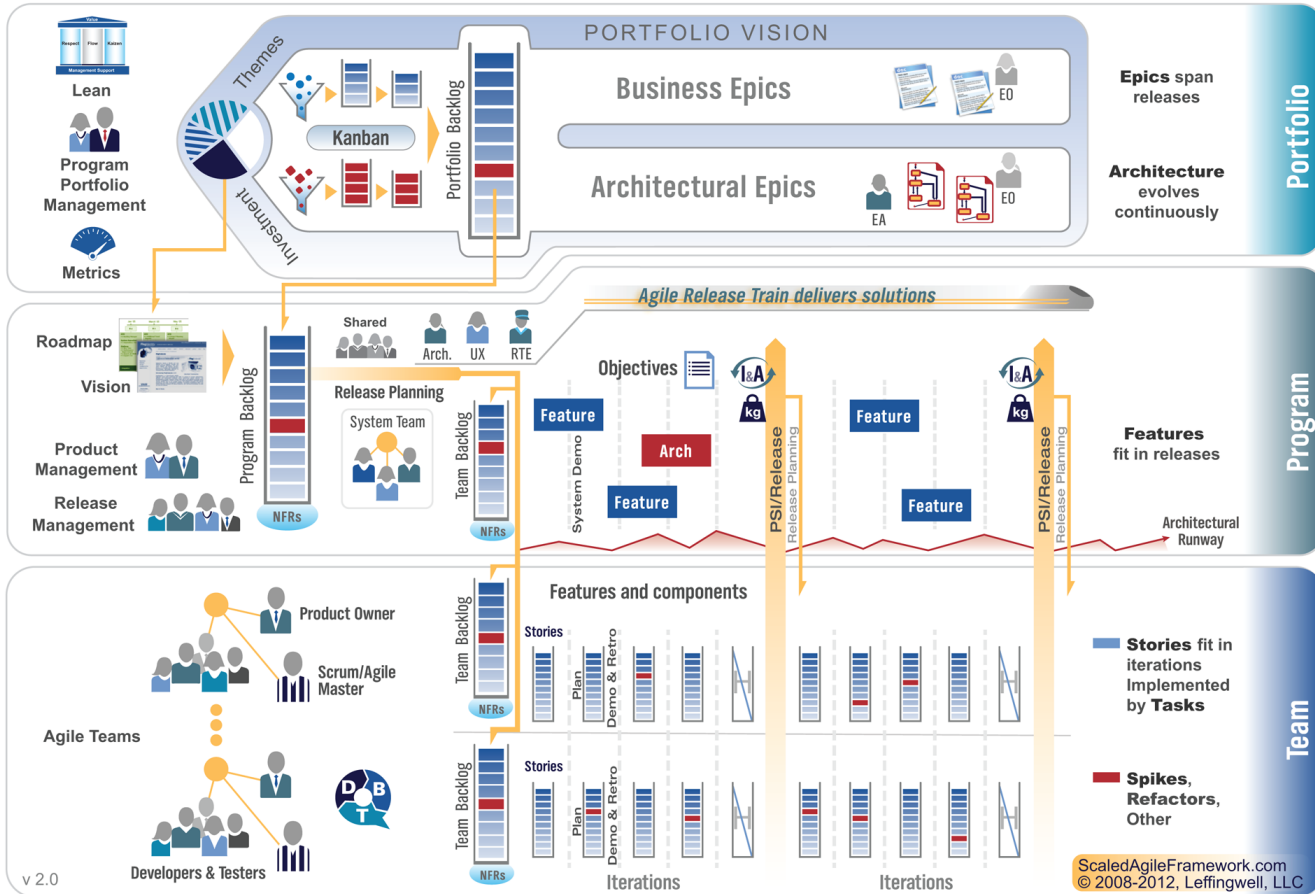 Value
Respect
Flow
Kaizen
Management Support
Lean
Program
Portfolio
Management
Metrics
Themes
Investment
Kanban
Portfolio Backlog
PORTFOLIO VISION
Business Epics
EO
Architectural Epics
EA
EO
Epics span
releases
Architecture
evolves
continuously
Portfolio
Roadmap
Vision
Product
Management
Release
Management
Program Backlog
NFRs
Shared
Arch.
UX
RTE
Release Planning
System Team
Team Backlog
NFRs
Agile Release Train delivers solutions
Objectives
Feature
System Demo
Arch
Feature
I&A
kg
PSI/Release
Release Planning
Feature
Feature
I&A
kg
PSI/Release
Release Planning
Architectural
Runway
Features
fit in releases
Program
Product Owner
Scrum/Agile
Master
Agile Teams
D
B
T
Developers & Testers
v 2.0
Team Backlog
NFRs
Features and components
Stories
Plan
Demo & Retro
H
H
Team Backlog
NFRs
Stories
Plan
Demo & Retro
H
H
Iterations
Iterations
Stories fit in
iterations
Implemented
by Tasks
Spikes,
Refactors,
Other
Team
ScaledAgileFramework.com
© 2008-2012, Leffingwell, LLC